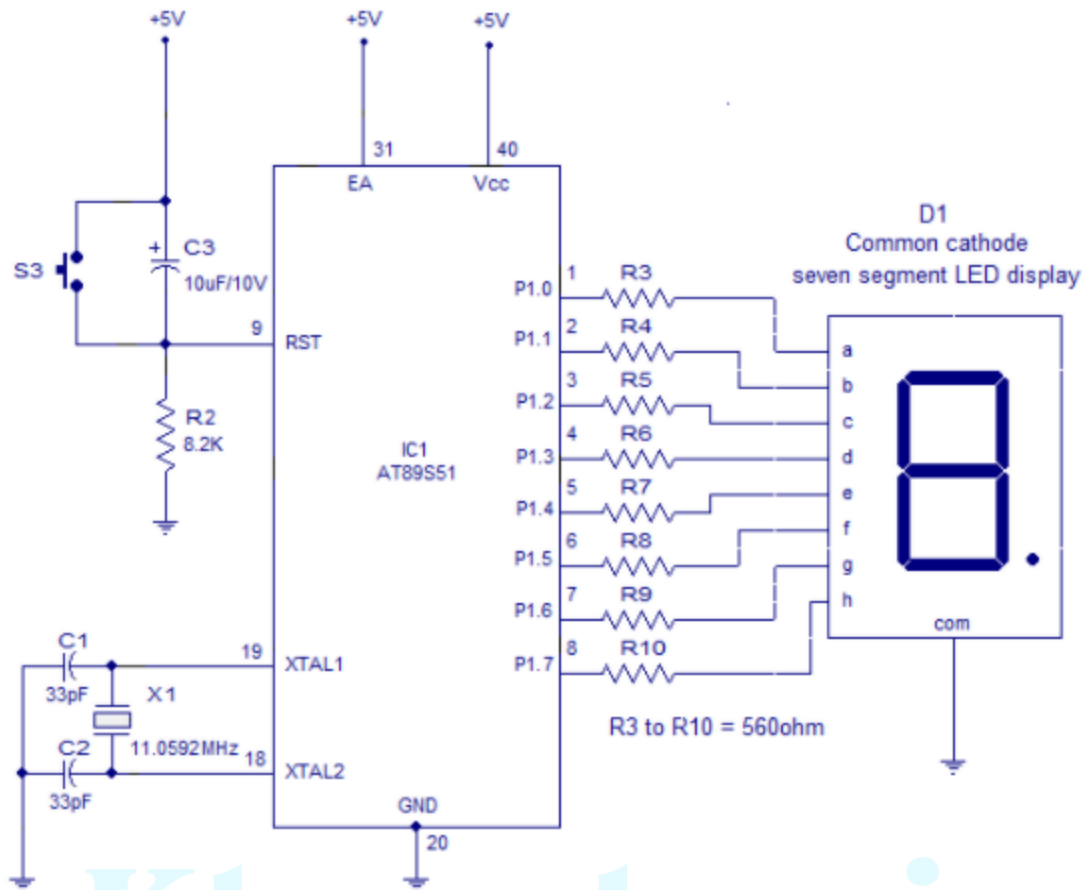 +5V
+5V
+5V
31
40
EA
Vcc
D1
Common cathode
seven segment LED display
S3
+
C3
10uF/10V
9
RST
R2
8.2K
IC1
AT89S51
P1.0
1
R3
a
P1.1
2
R4
b
P1.2
3
R5
c
P1.3
4
R6
d
P1.4
5
R7
e
P1.5
6
R8
f
P1.6
7
R9
g
P1.7
8
R10
h
com
R3 to R10 = 560ohm
C1
33pF
19
XTAL1
X1
11.0592MHz
C2
33pF
18
XTAL2
GND
20